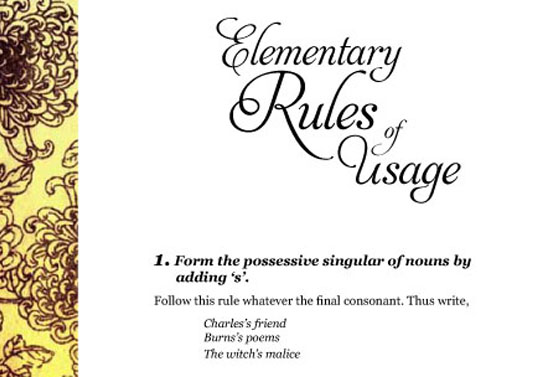 Elementary
Rules of
Usage
1. Form the possessive singular of nouns by
adding ‘s’.
Follow this rule whatever the final consonant. Thus write,
Charles's friend
Burns's poems
The witch's malice